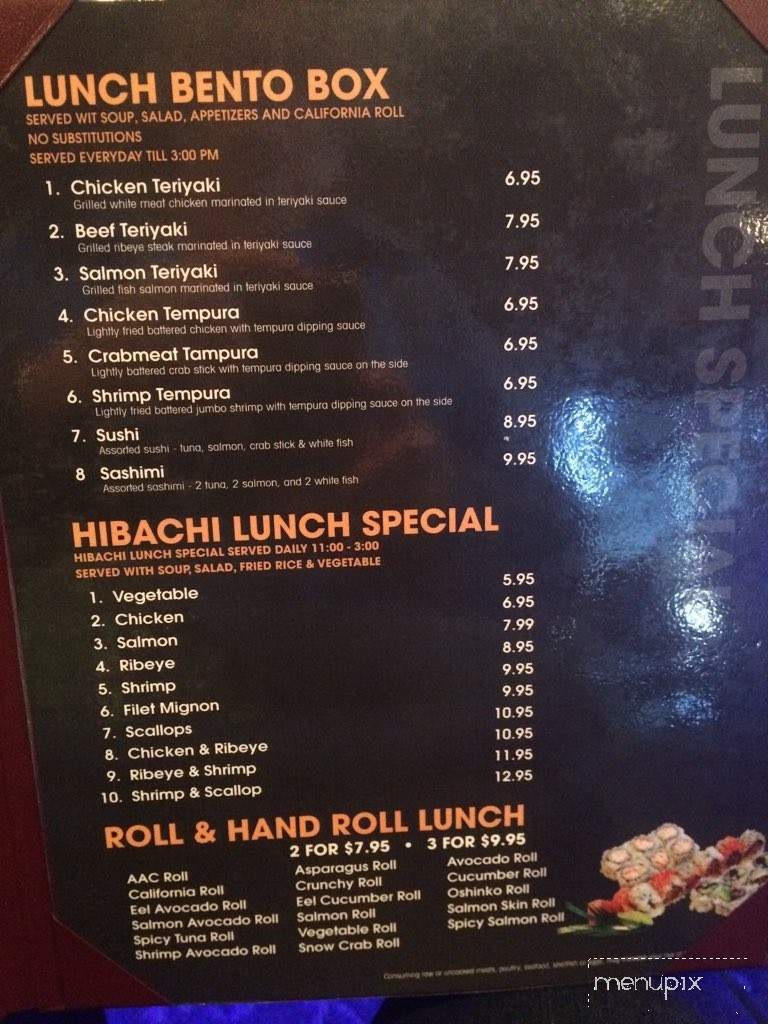 LUNCH BENTO BOX
SERVED WIT SOUP, SALAD, APPETIZERS AND CALIFORNIA ROLL
NO SUBSTITUTIONS
SERVED EVERYDAY TILL 3:00 PM
1. Chicken Teriyaki 6.95
Grilled white meat chicken marinated in teriyaki sauce
2. Beef Teriyaki 7.95
Grilled ribeye steak marinated in teriyaki sauce
3. Salmon Teriyaki 7.95
Grilled fish salmon marinated in teriyaki sauce
4. Chicken Tempura 6.95
Lightly fried battered chicken with tempura dipping sauce
5. Crabmeat Tampura 6.95
Lightly battered crab stick with tempura dipping sauce on the side
6. Shrimp Tempura 6.95
Lightly fried battered jumbo shrimp with tempura dipping sauce on the side
7. Sushi 8.95
Assorted sushi - tuna, salmon, crab stick & white fish
8 Sashimi 9.95
Assorted sashimi - 2 tuna, 2 salmon, and 2 white fish
HIBACHI LUNCH SPECIAL
HIBACHI LUNCH SPECIAL SERVED DAILY 11:00 - 3:00
SERVED WITH SOUP, SALAD, FRIED RICE & VEGETABLE
1. Vegetable 5.95
2. Chicken 6.95
3. Salmon 7.99
4. Ribeye 8.95
5. Shrimp 9.95
6. Filet Mignon 9.95
7. Scallops 10.95
8. Chicken & Ribeye 10.95
9. Ribeye & Shrimp 11.95
10. Shrimp & Scallop 12.95
ROLL & HAND ROLL LUNCH
2 FOR $7.95 • 3 FOR $9.95
AAC Roll
California Roll
Eel Avocado Roll
Salmon Avocado Roll
Spicy Tuna Roll
Shrimp Avocado Roll
Asparagus Roll
Crunchy Roll
Eel Cucumber Roll
Salmon Roll
Vegetable Roll
Snow Crab Roll
Avocado Roll
Cucumber Roll
Oshinko Roll
Salmon Skin Roll
Spicy Salmon Roll
Consuming raw or uncooked meats, poultry, seafood, shellfish or
LUNCH SPECIAL
menupix